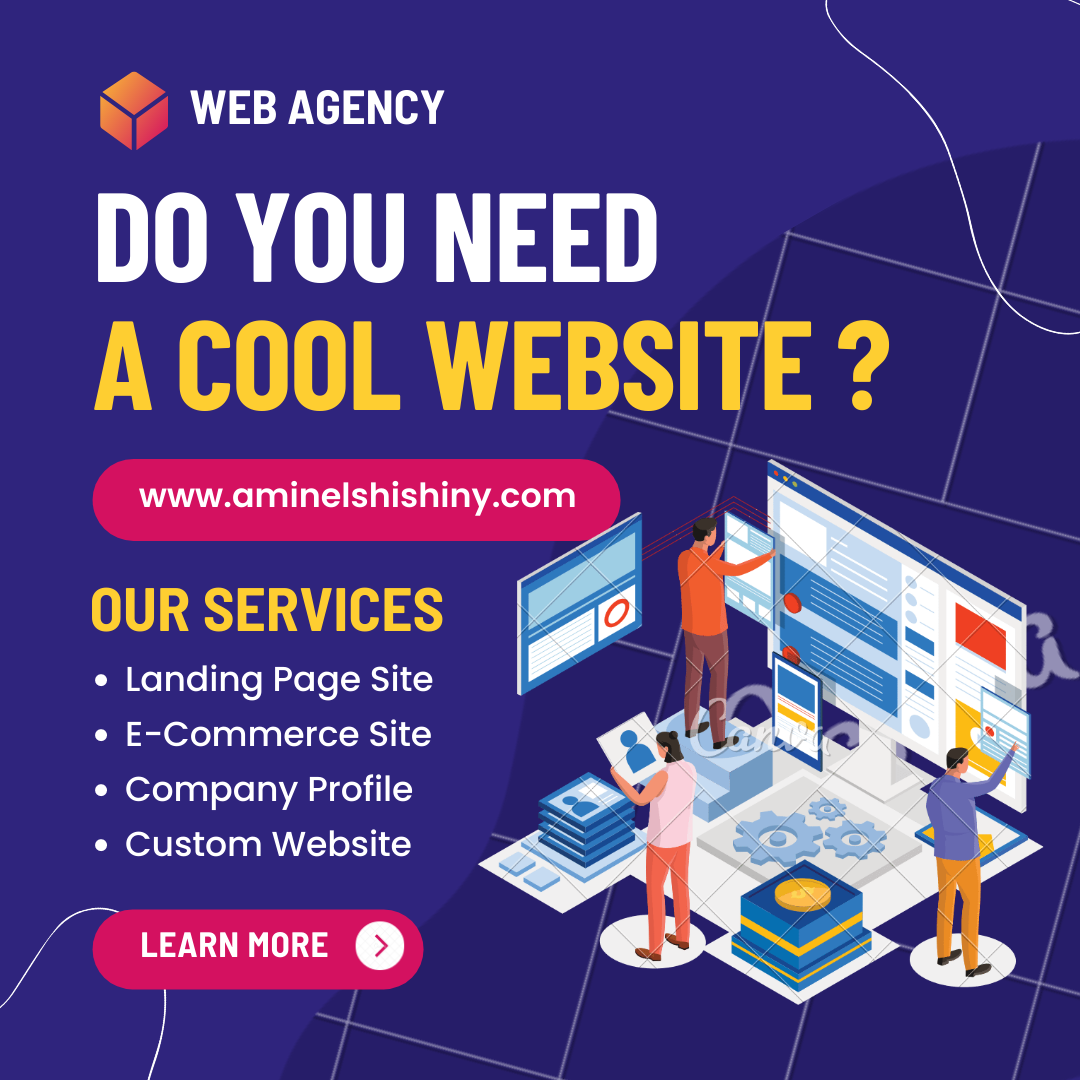 WEB AGENCY
DO YOU NEED
A COOL WEBSITE ?
www.aminelshishiny.com
OUR SERVICES
• Landing Page Site
• E-Commerce Site
• Company Profile
• Custom Website
LEARN MORE
Canva